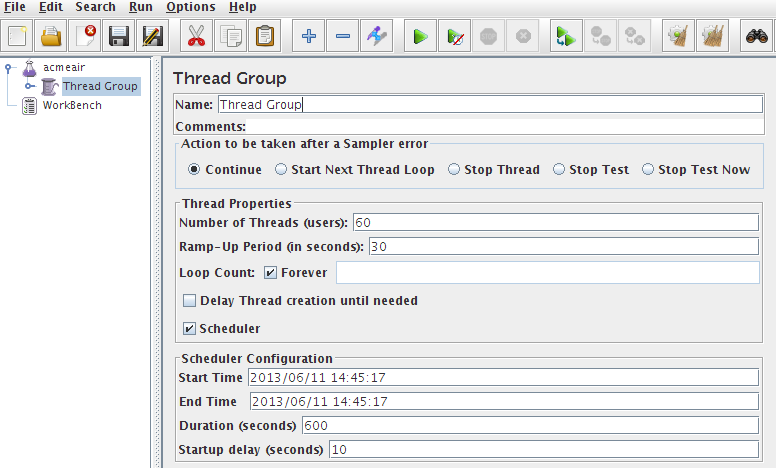 File Edit Search Run Options Help
acmeair
Thread Group
WorkBench
Thread Group
Name: Thread Group
Comments:
Action to be taken after a Sampler error
Continue Start Next Thread Loop Stop Thread Stop Test Stop Test Now
Thread Properties
Number of Threads (users): 60
Ramp-Up Period (in seconds): 30
Loop Count: Forever
Delay Thread creation until needed
Scheduler
Scheduler Configuration
Start Time 2013/06/11 14:45:17
End Time 2013/06/11 14:45:17
Duration (seconds) 600
Startup delay (seconds) 10